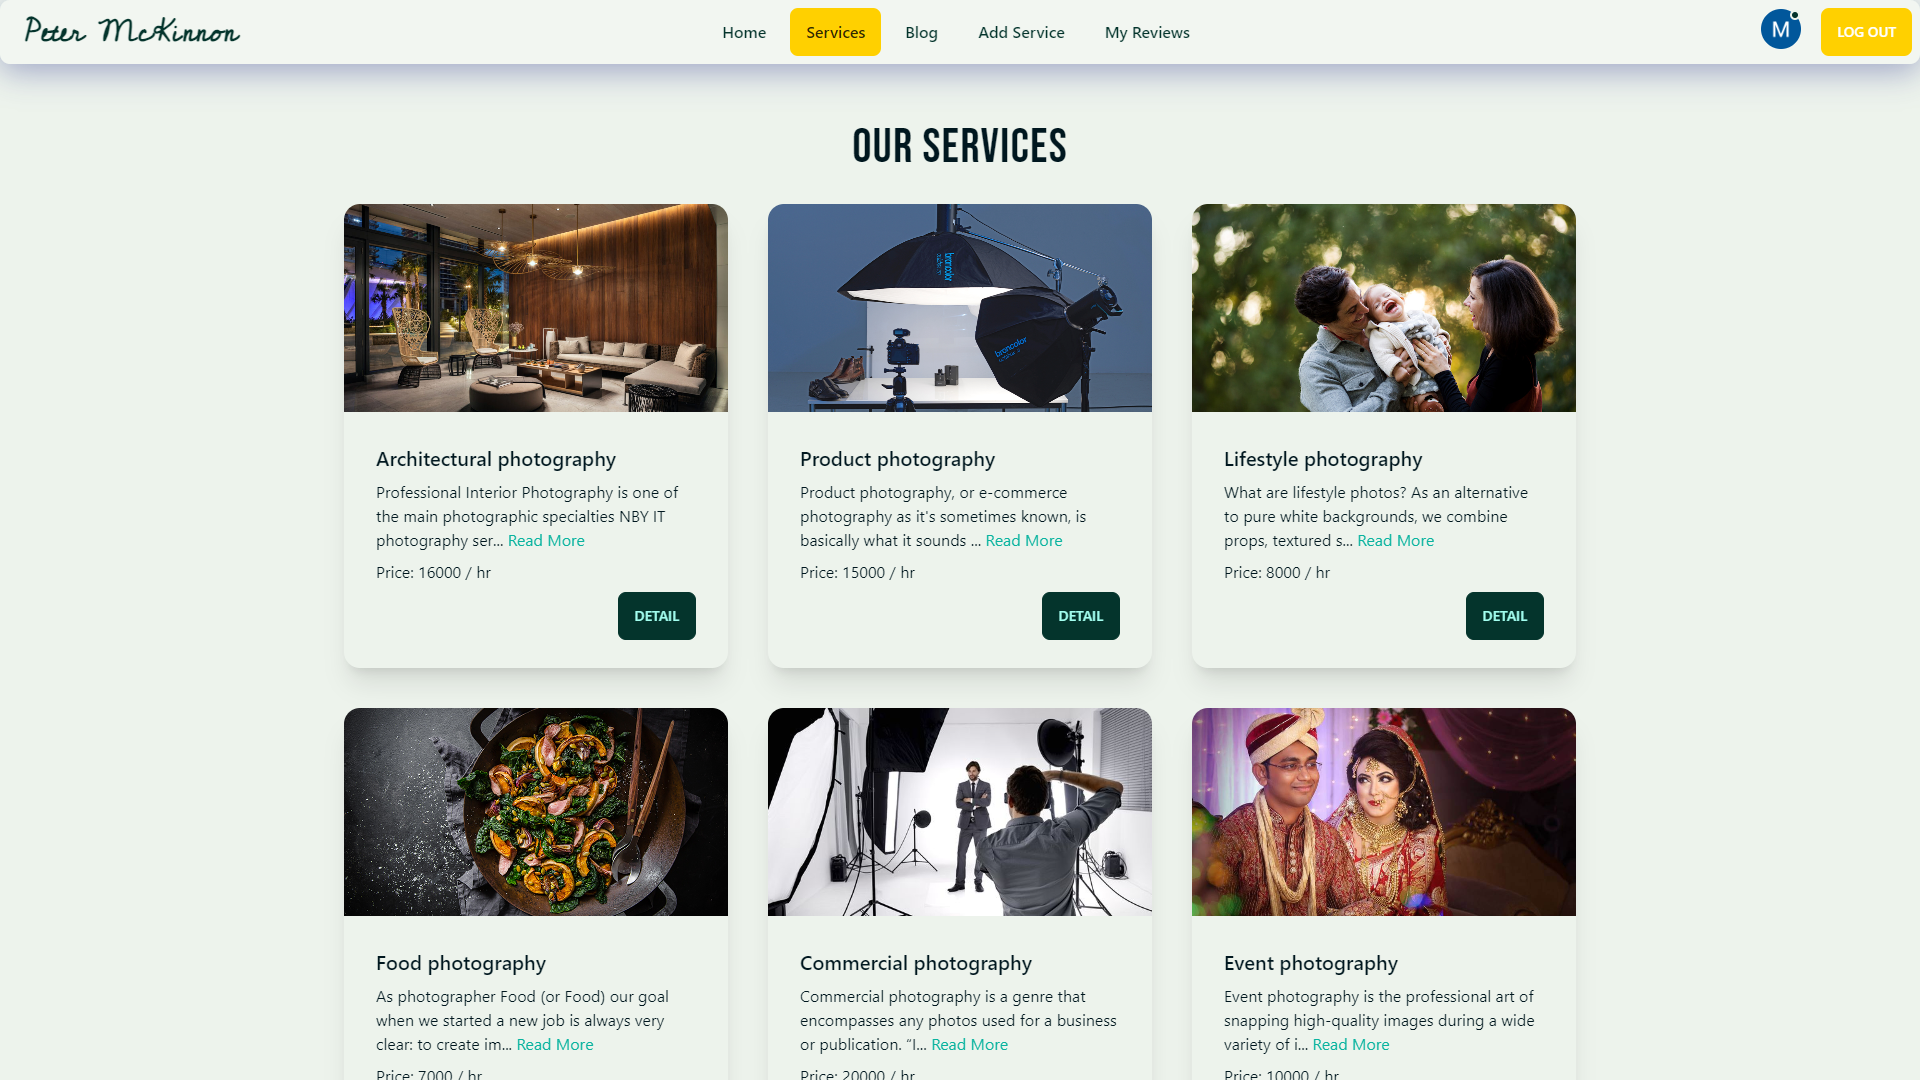 Peter McKinnon
Home
Services
Blog
Add Service
My Reviews
M
LOG OUT
OUR SERVICES
broncolor
broncolor
Architectural photography
Professional Interior Photography is one of
the main photographic specialties NBY IT
photography ser... Read More
Price: 16000 / hr
DETAIL
Product photography
Product photography, or e-commerce
photography as it's sometimes known, is
basically what it sounds ... Read More
Price: 15000 / hr
DETAIL
Lifestyle photography
What are lifestyle photos? As an alternative
to pure white backgrounds, we combine
props, textured s... Read More
Price: 8000 / hr
DETAIL
Food photography
As photographer Food (or Food) our goal
when we started a new job is always very
clear: to create im... Read More
Price: 7000 / hr
Commercial photography
Commercial photography is a genre that
encompasses any photos used for a business
or publication. “I... Read More
Price: 20000 / hr
Event photography
Event photography is the professional art of
snapping high-quality images during a wide
variety of i... Read More
Price: 10000 / hr